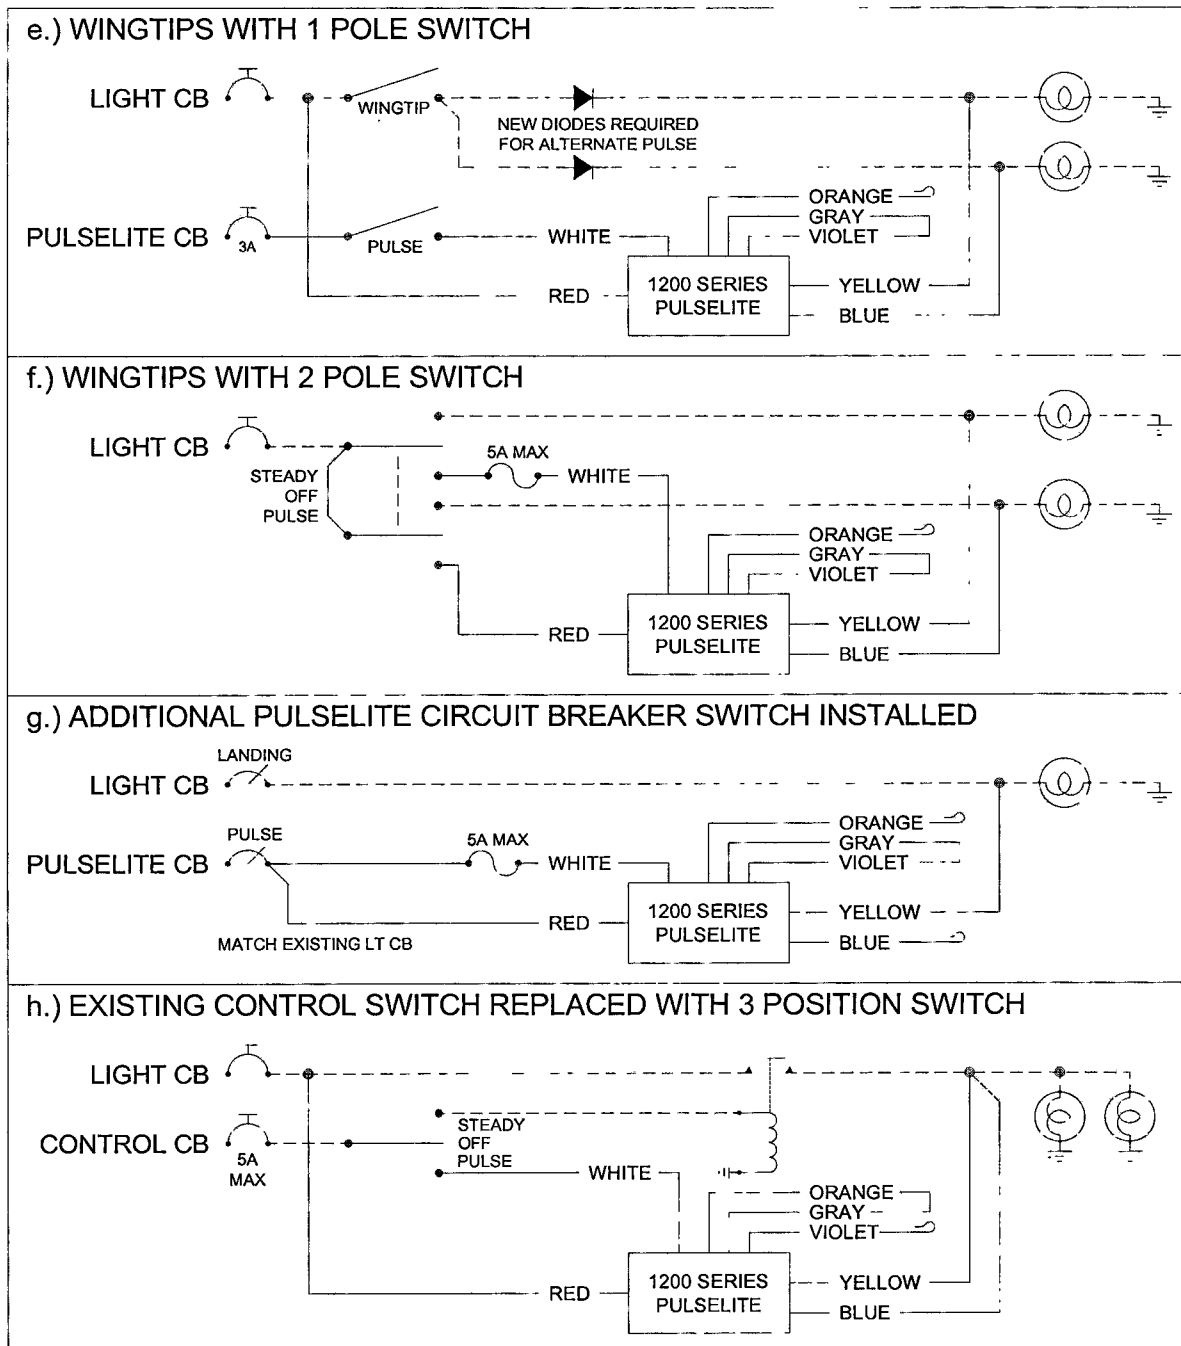 e.) WINGTIPS WITH 1 POLE SWITCH
LIGHT CB
WINGTIP
NEW DIODES REQUIRED
FOR ALTERNATE PULSE
PULSELITE CB
3A
PULSE
WHITE
ORANGE
GRAY
VIOLET
1200 SERIES
PULSELITE
RED
YELLOW
BLUE
f.) WINGTIPS WITH 2 POLE SWITCH
LIGHT CB
STEADY
OFF
PULSE
5A MAX
WHITE
ORANGE
GRAY
VIOLET
1200 SERIES
PULSELITE
RED
YELLOW
BLUE
g.) ADDITIONAL PULSELITE CIRCUIT BREAKER SWITCH INSTALLED
LANDING
LIGHT CB
PULSE
PULSELITE CB
5A MAX
WHITE
ORANGE
GRAY
VIOLET
1200 SERIES
PULSELITE
RED
MATCH EXISTING LT CB
YELLOW
BLUE
h.) EXISTING CONTROL SWITCH REPLACED WITH 3 POSITION SWITCH
LIGHT CB
CONTROL CB
5A
MAX
STEADY
OFF
PULSE
WHITE
ORANGE
GRAY
VIOLET
1200 SERIES
PULSELITE
RED
YELLOW
BLUE